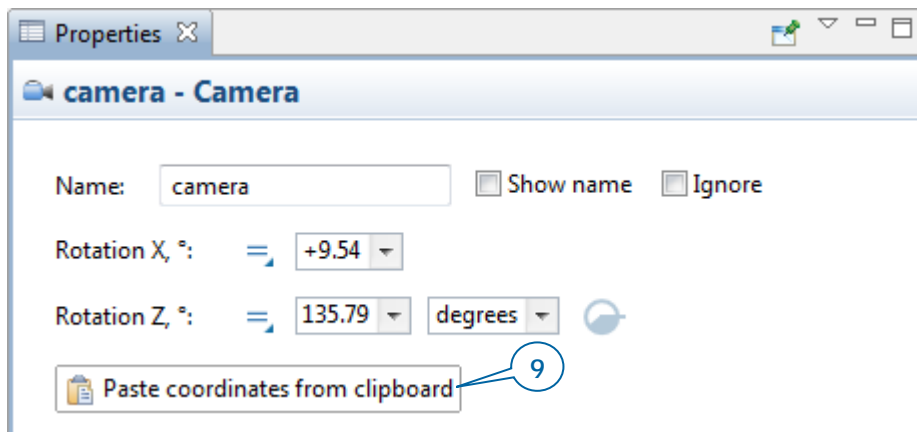 Properties
camera - Camera
Name: camera Show name Ignore
Rotation X, °: +9.54
Rotation Z, °: 135.79 degrees
Paste coordinates from clipboard 9